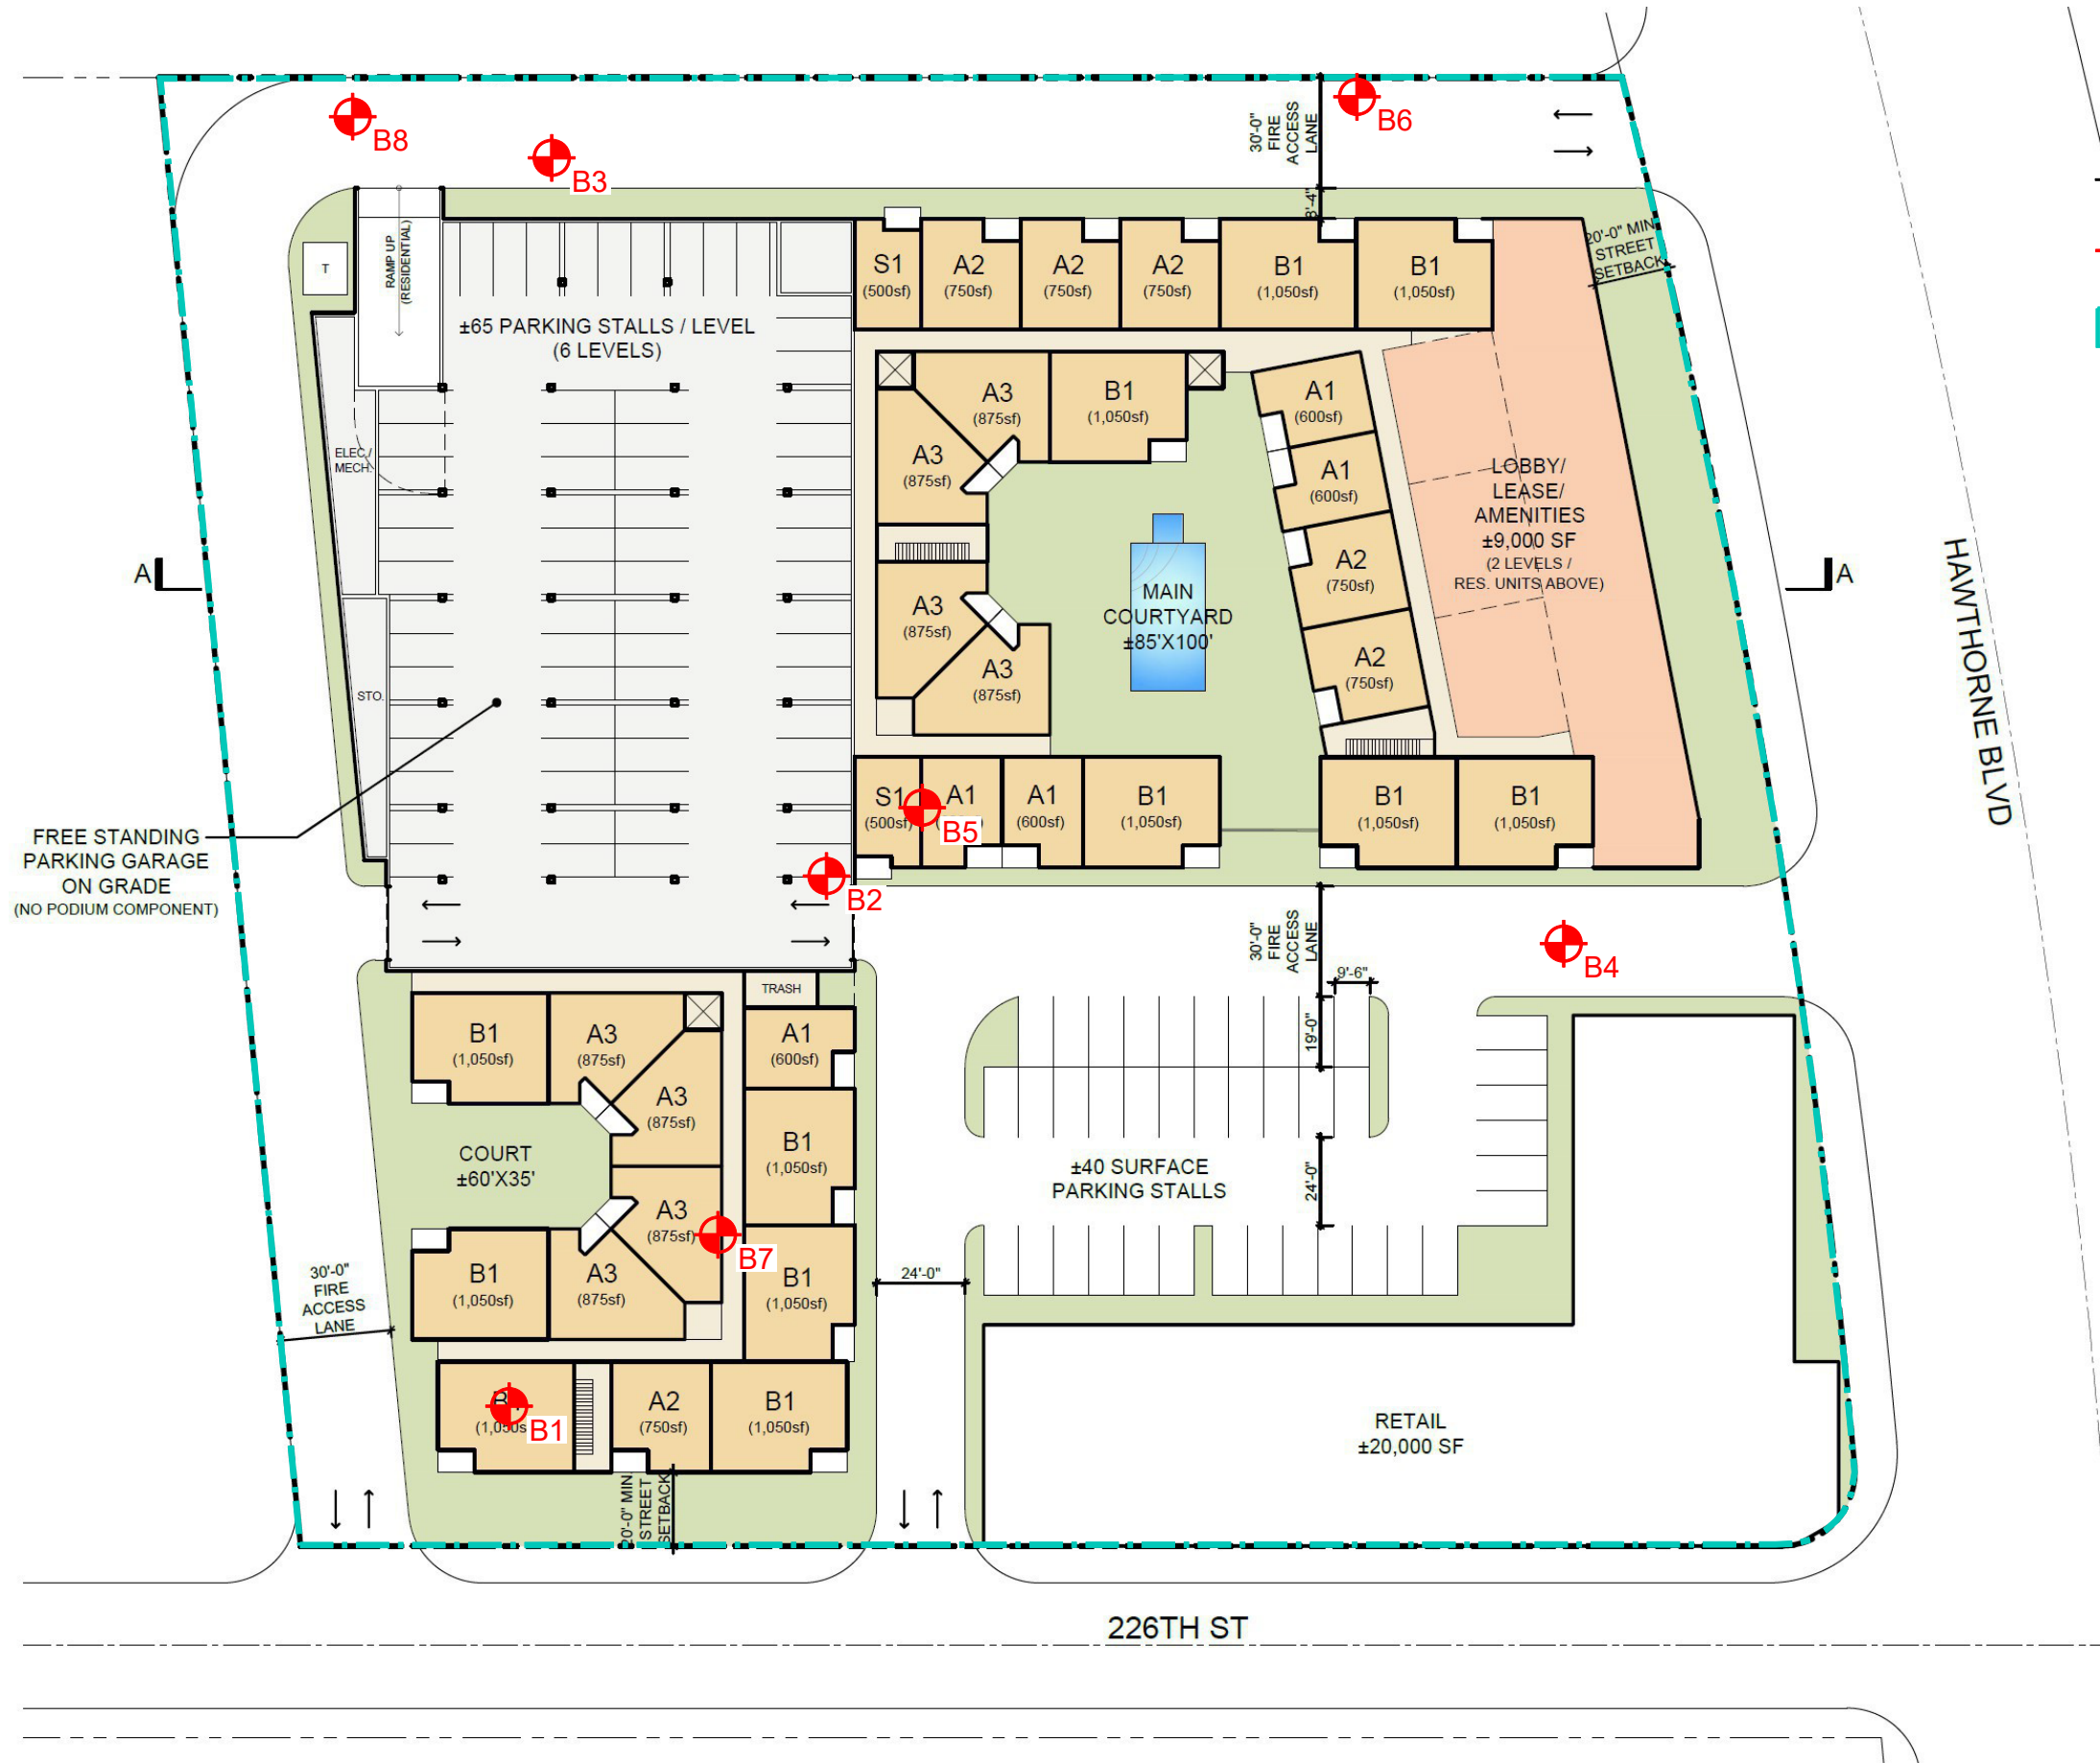 B8
B3
B6
30'-0"
FIRE
ACCESS
LANE
8'-4"
RAMP UP
(RESIDENTIAL)
T
±65 PARKING STALLS / LEVEL
(6 LEVELS)
S1
(500sf)
A2
(750sf)
A2
(750sf)
A2
(750sf)
B1
(1,050sf)
B1
(1,050sf)
20'-0" MIN
STREET
SETBACK
A3
(875sf)
B1
(1,050sf)
A3
(875sf)
A1
(600sf)
A1
(600sf)
A2
(750sf)
A2
(750sf)
ELEC./
MECH.
LOBBY/
LEASE/
AMENITIES
±9,000 SF
(2 LEVELS /
RES. UNITS ABOVE)
A
A
HAWTHORNE BLVD
A3
(875sf)
A3
(875sf)
MAIN
COURTYARD
±85'X100'
STO.
FREE STANDING
PARKING GARAGE
ON GRADE
(NO PODIUM COMPONENT)
S1
(500sf)
A1
B5
A1
(600sf)
B1
(1,050sf)
B1
(1,050sf)
B1
(1,050sf)
B2
30'-0"
FIRE
ACCESS
LANE
B4
9'-6"
19'-0"
24'-0"
TRASH
B1
(1,050sf)
A3
(875sf)
A3
(875sf)
A1
(600sf)
B1
(1,050sf)
COURT
±60'X35'
±40 SURFACE
PARKING STALLS
A3
(875sf)
B7
B1
(1,050sf)
A3
(875sf)
B1
(1,050sf)
30'-0"
FIRE
ACCESS
LANE
24'-0"
B1
A2
(750sf)
B1
(1,050sf)
RETAIL
±20,000 SF
20'-0" MIN.
STREET
SETBACK
226TH ST